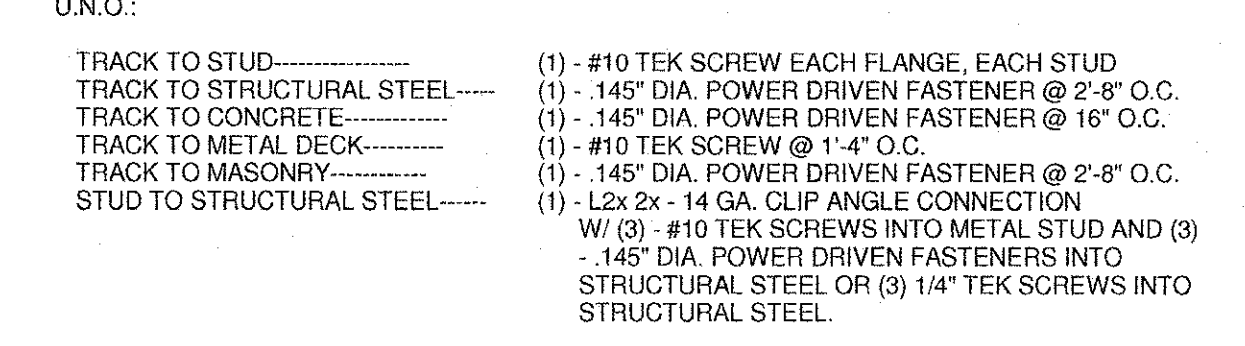 U.N.O.:
TRACK TO STUD----------------- (1) - #10 TEK SCREW EACH FLANGE, EACH STUD
TRACK TO STRUCTURAL STEEL----- (1) - .145" DIA. POWER DRIVEN FASTENER @ 2'-8" O.C.
TRACK TO CONCRETE------------- (1) - .145" DIA. POWER DRIVEN FASTENER @ 16" O.C.
TRACK TO METAL DECK---------- (1) - #10 TEK SCREW @ 1'-4" O.C.
TRACK TO MASONRY------------ (1) - .145" DIA. POWER DRIVEN FASTENER @ 2'-8" O.C.
STUD TO STRUCTURAL STEEL------ (1) - L2x 2x - 14 GA. CLIP ANGLE CONNECTION
W/ (3) - #10 TEK SCREWS INTO METAL STUD AND (3)
- .145" DIA. POWER DRIVEN FASTENERS INTO
STRUCTURAL STEEL OR (3) 1/4" TEK SCREWS INTO
STRUCTURAL STEEL.